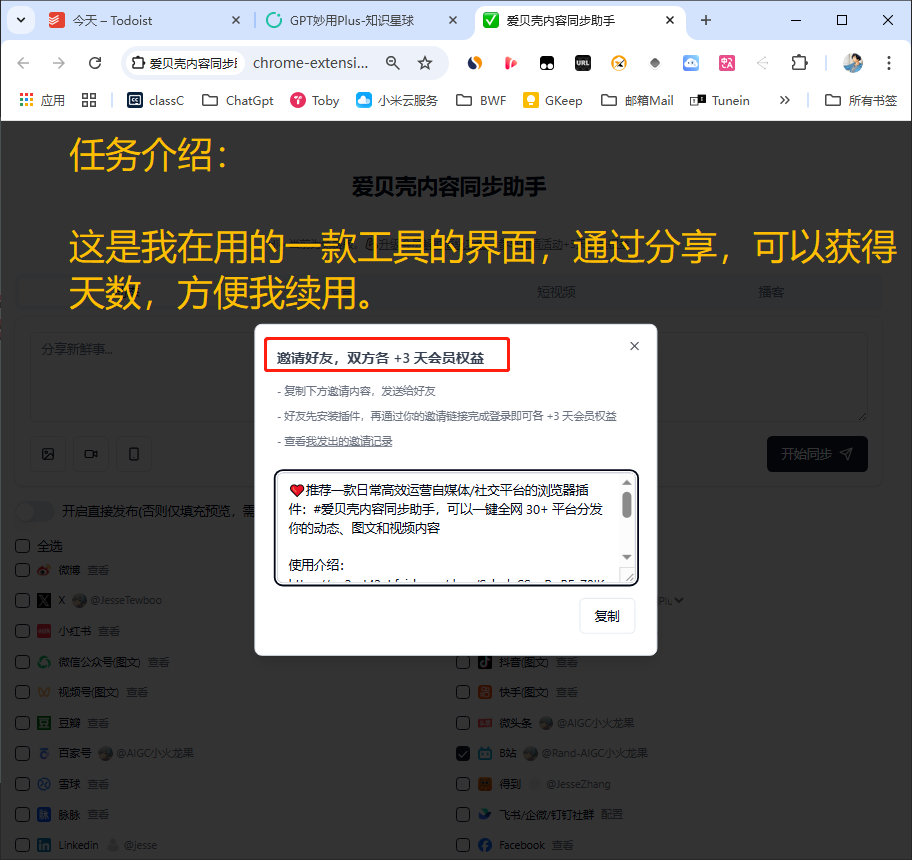 今天 – Todoist
GPT妙用Plus-知识星球
爱贝壳内容同步助手
爱贝壳内容同步
chrome-extensi...
应用
classC
ChatGpt
Toby
小米云服务
BWF
GKeep
邮箱Mail
Tunein
»
所有书签
任务介绍：
爱贝壳内容同步助手
这是我在用的一款工具的界面，通过分享，可以获得
天数，方便我续用。
短视频
播客
分享新鲜事...
邀请好友，双方各 +3 天会员权益
- 复制下方邀请内容，发送给好友
- 好友先安装插件，再通过你的邀请链接完成登录即可各 +3 天会员权益
- 查看我发出的邀请记录
开始同步
❤️推荐一款日常高效运营自媒体/社交平台的浏览器插
件：#爱贝壳内容同步助手，可以一键全网 30+ 平台分发
你的动态、图文和视频内容
使用介绍：
复制
开启直接发布(否则仅填充预览，需
全选
微博 查看
X @JesseTewboo
小红书 查看
微信公众号(图文) 查看
抖音(图文) 查看
视频号(图文) 查看
快手(图文) 查看
豆瓣 查看
微头条 @AIGC小火龙果
百家号 @AIGC小火龙果
B站 @Rand-AIGC小火龙果
雪球 查看
得到 @JesseZhang
脉脉 查看
飞书/企微/钉钉社群 配置
Linkedin @jesse
Facebook 查看